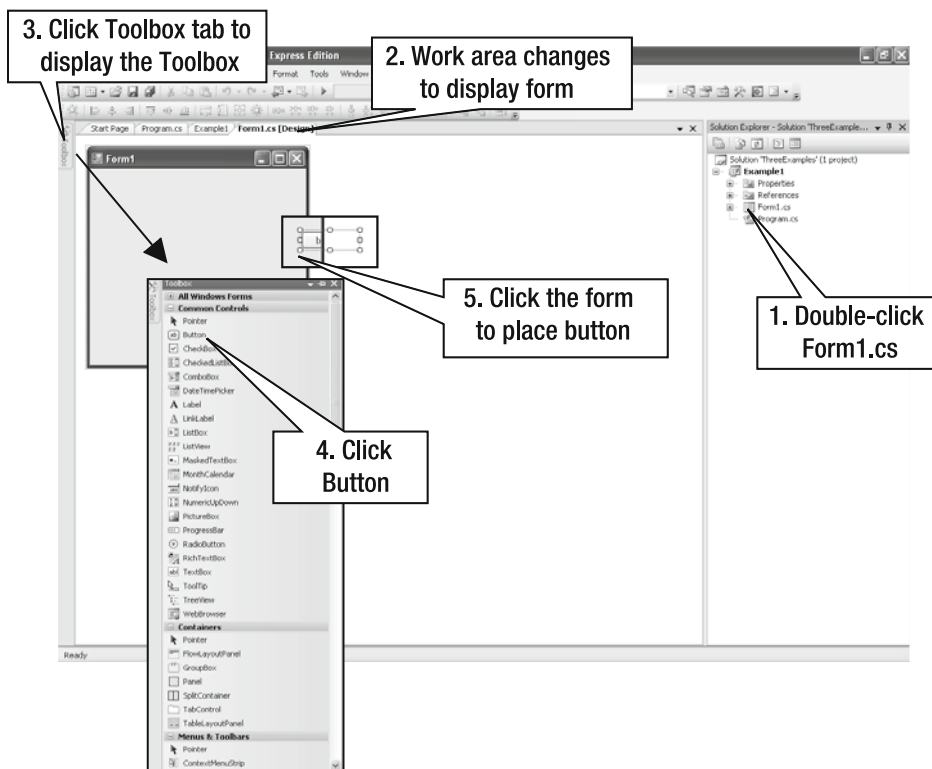 3. Click Toolbox tab to
display the Toolbox
Express Edition
2. Work area changes
to display form
Format Tools Window
Start Page Program.cs Example1 Form1.cs [Design]
Solution Explorer - Solution 'ThreeExample...
Toolbox
Form1
Solution 'ThreeExamples' (1 project)
Example1
Properties
References
Form1.cs
Program.cs
b
5. Click the form
to place button
1. Double-click
Form1.cs
Toolbox
Toolbox
All Windows Forms
Common Controls
Pointer
Button
CheckBox
ComboBox
DateTimePicker
Label
LinkLabel
ListBox
ListView
4. Click
Button
MaskedTextBox
MonthCalendar
NotifyIcon
NumericUpDown
PictureBox
ProgressBar
RadioButton
RichTextBox
TextBox
ToolTip
TreeView
WebBrowser
Containers
Pointer
FlowLayoutPanel
GroupBox
Panel
SplitContainer
TabControl
TableLayoutPanel
Menus & Toolbars
Pointer
ContextMenuStrip
Ready